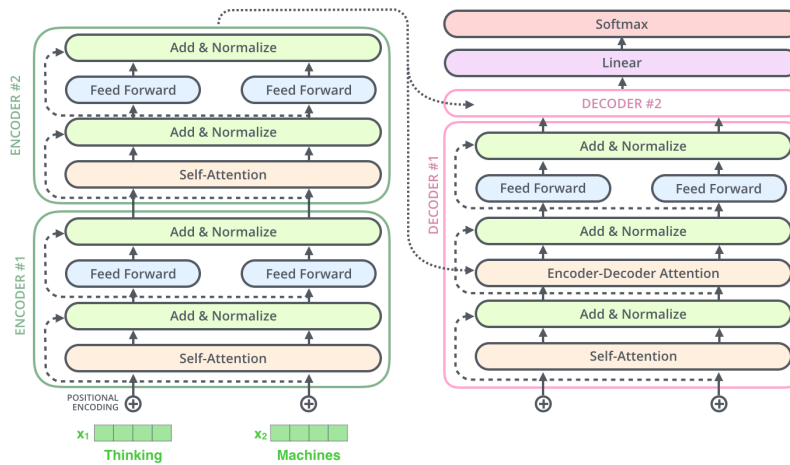 ENCODER #2
Add & Normalize
Feed Forward
Feed Forward
Add & Normalize
Self-Attention
ENCODER #1
Add & Normalize
Feed Forward
Feed Forward
Add & Normalize
Self-Attention
POSITIONAL
ENCODING
x₁
x₂
Thinking
Machines
Softmax
Linear
DECODER #2
DECODER #1
Add & Normalize
Feed Forward
Feed Forward
Add & Normalize
Encoder-Decoder Attention
Add & Normalize
Self-Attention